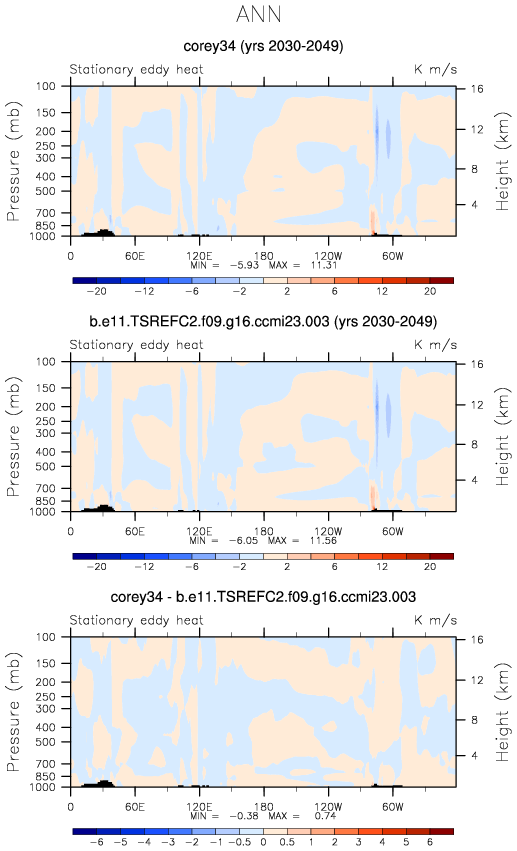 ANN
corey34 (yrs 2030-2049)
Stationary eddy heat K m/s
Pressure (mb)
100
150
200
250
300
400
500
700
850
1000
16
12
8
4
Height (km)
0 60E 120E 180 120W 60W
MIN = -5.93 MAX = 11.31
-20 -12 -6 -2 2 6 12 20
b.e11.TSREFC2.f09.g16.ccmi23.003 (yrs 2030-2049)
Stationary eddy heat K m/s
Pressure (mb)
100
150
200
250
300
400
500
700
850
1000
16
12
8
4
Height (km)
0 60E 120E 180 120W 60W
MIN = -6.05 MAX = 11.56
-20 -12 -6 -2 2 6 12 20
corey34 - b.e11.TSREFC2.f09.g16.ccmi23.003
Stationary eddy heat K m/s
Pressure (mb)
100
150
200
250
300
400
500
700
850
1000
16
12
8
4
Height (km)
0 60E 120E 180 120W 60W
MIN = -0.38 MAX = 0.74
-6 -5 -4 -3 -2 -1 -0.5 0 0.5 1 2 3 4 5 6